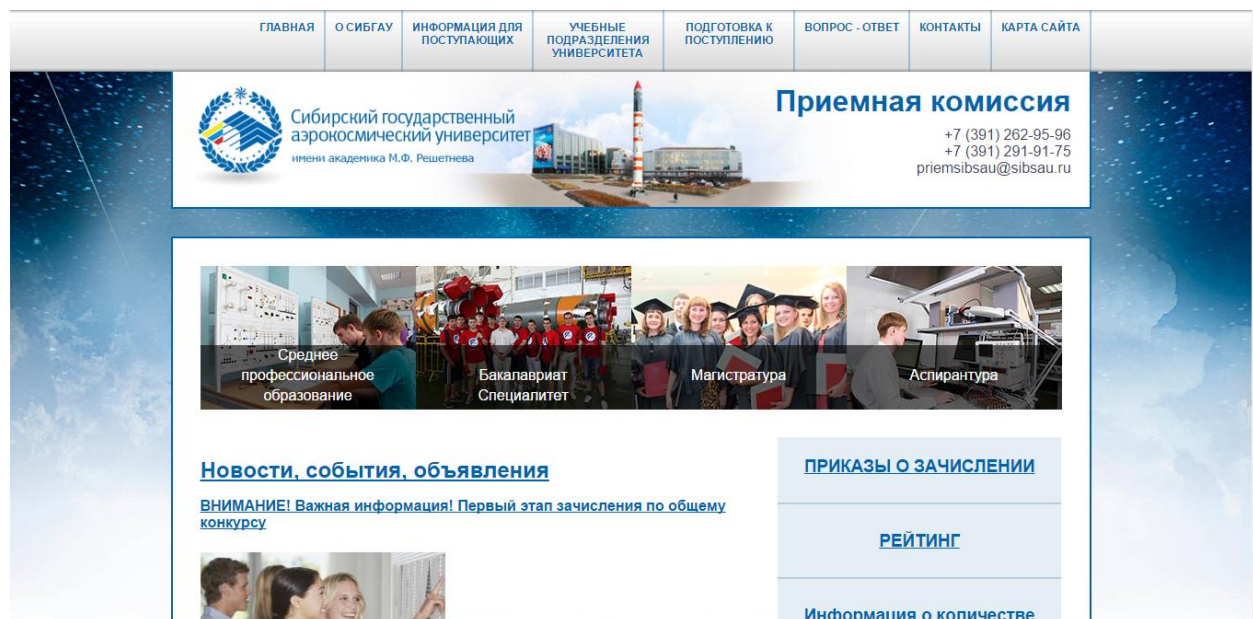 ГЛАВНАЯ
О СИБГАУ
ИНФОРМАЦИЯ ДЛЯ
ПОСТУПАЮЩИХ
УЧЕБНЫЕ
ПОДРАЗДЕЛЕНИЯ
УНИВЕРСИТЕТА
ПОДГОТОВКА К
ПОСТУПЛЕНИЮ
ВОПРОС - ОТВЕТ
КОНТАКТЫ
КАРТА САЙТА
Сибирский государственный
аэрокосмический университет
имени академика М.Ф. Решетнева
Приемная комиссия
+7 (391) 262-95-96
+7 (391) 291-91-75
priemsibsau@sibsau.ru
Среднее
профессиональное
образование
Бакалавриат
Специалитет
Магистратура
Аспирантура
Новости, события, объявления
ВНИМАНИЕ! Важная информация! Первый этап зачисления по общему
конкурсу
ПРИКАЗЫ О ЗАЧИСЛЕНИИ
РЕЙТИНГ
Информация о количестве